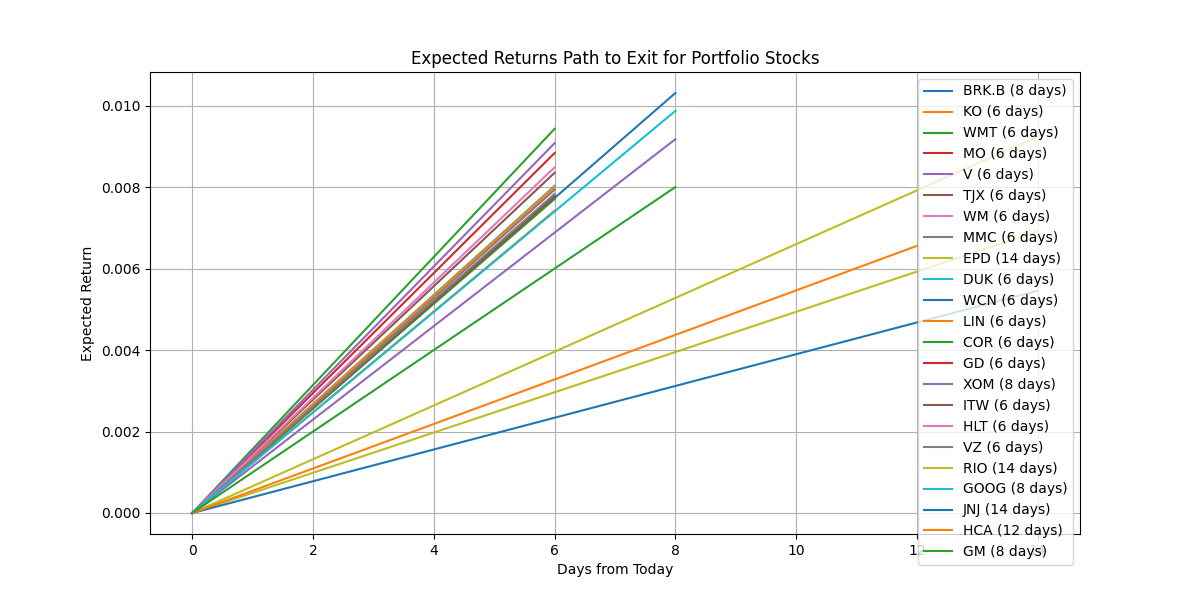 Expected Returns Path to Exit for Portfolio Stocks
Expected Return
0.010
0.008
0.006
0.004
0.002
0.000
0 2 4 6 8 10 12 14
Days from Today
BRK.B (8 days)
KO (6 days)
WMT (6 days)
MO (6 days)
V (6 days)
TJX (6 days)
WM (6 days)
MMC (6 days)
EPD (14 days)
DUK (6 days)
WCN (6 days)
LIN (6 days)
COR (6 days)
GD (6 days)
XOM (8 days)
ITW (6 days)
HLT (6 days)
VZ (6 days)
RIO (14 days)
GOOG (8 days)
JNJ (14 days)
HCA (12 days)
GM (8 days)